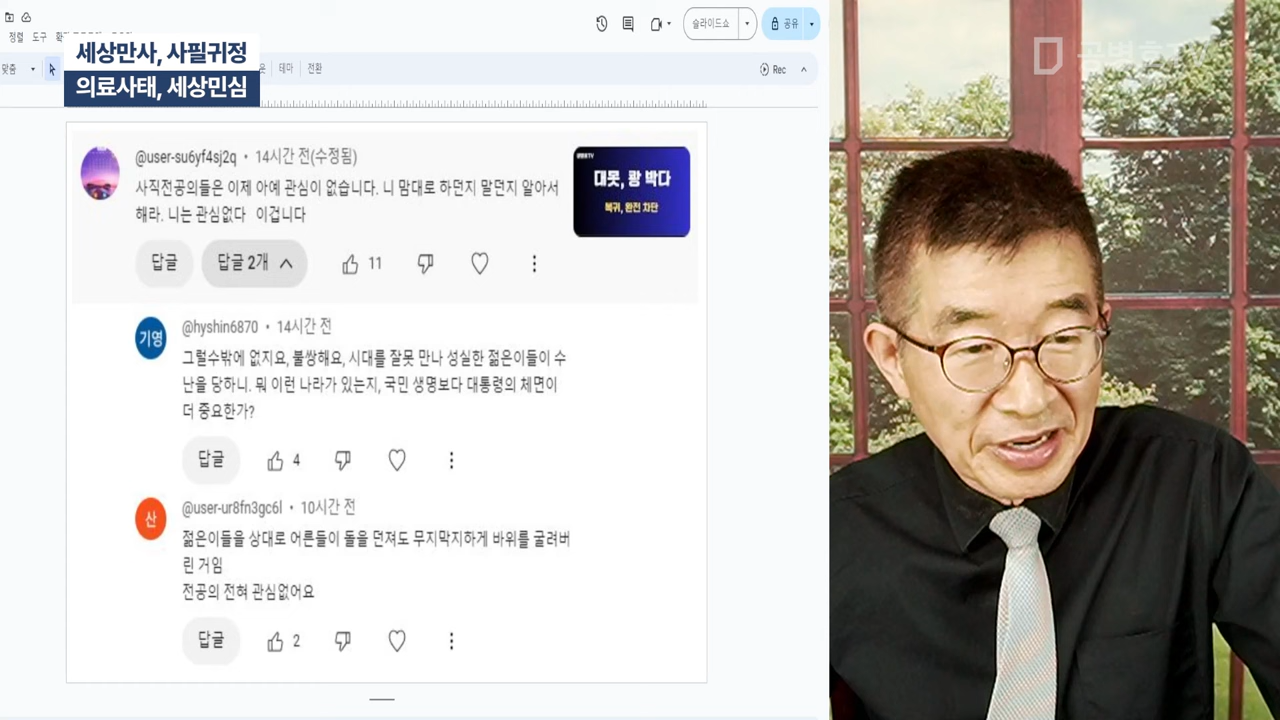 정렬 도구
세상만사, 사필귀정
의료사태, 세상민심
맞춤
테마 전환
슬라이드쇼
공유
Rec
@user-su6yf4sj2q • 14시간 전(수정됨)
사직전공의들은 이제 아예 관심이 없습니다. 니 맘대로 하던지 말던지 알아서
해라. 니는 관심없다 이겁니다
답글
답글 2개
11
대못, 쾅 박다
복귀, 완전 차단
기영
@hyshin6870 • 14시간 전
그럴수밖에 없지요, 불쌍해요, 시대를 잘못 만나 성실한 젊은이들이 수
난을 당하니. 뭐 이런 나라가 있는지, 국민 생명보다 대통령의 체면이
더 중요한가?
답글
4
산
@user-ur8fn3gc6l • 10시간 전
젊은이들을 상대로 어른들이 돌을 던져도 무지막지하게 바위를 굴려버
린 거임
전공의 전혀 관심없어요
답글
2